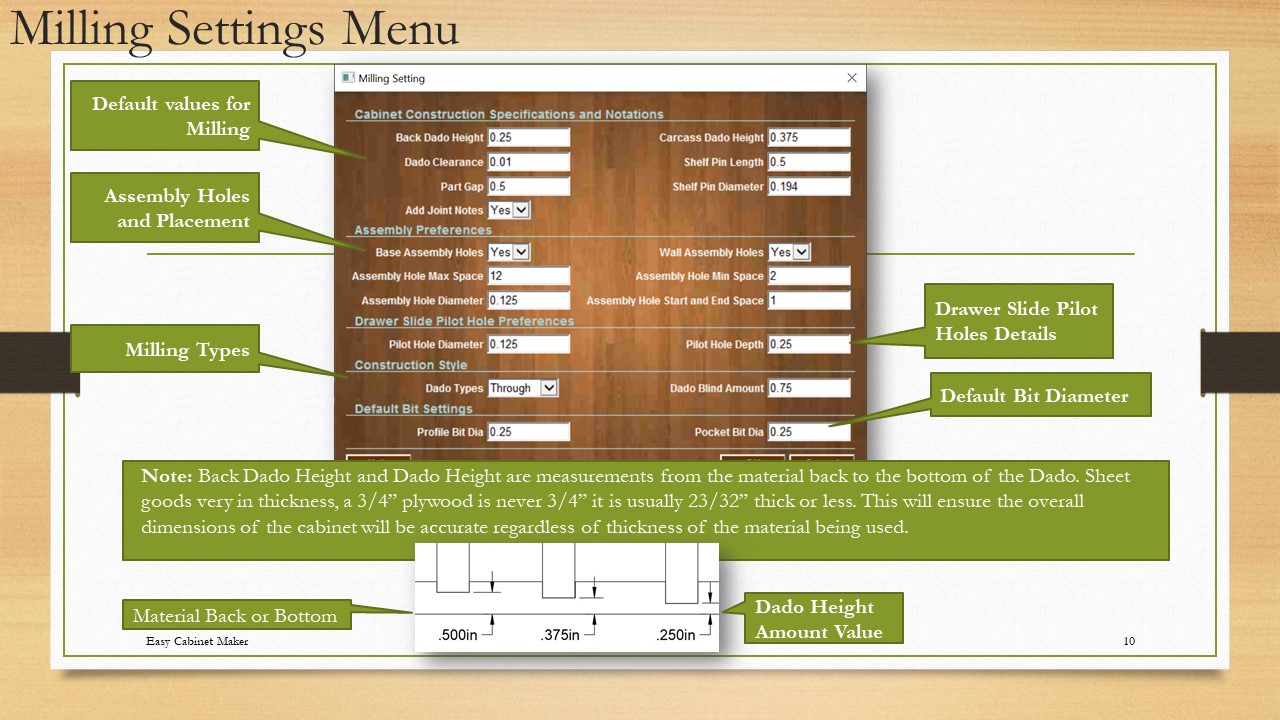 Milling Settings Menu
Default values for
Milling
Assembly Holes
and Placement
Milling Types
Milling Setting
Cabinet Construction Specifications and Notations
Back Dado Height 0.25 Carcass Dado Height 0.375
Dado Clearance 0.01 Shelf Pin Length 0.5
Part Gap 0.5 Shelf Pin Diameter 0.194
Add Joint Notes Yes
Assembly Preferences
Base Assembly Holes Yes Wall Assembly Holes Yes
Assembly Hole Max Space 12 Assembly Hole Min Space 2
Assembly Hole Diameter 0.125 Assembly Hole Start and End Space 1
Drawer Slide Pilot Hole Preferences
Pilot Hole Diameter 0.125 Pilot Hole Depth 0.25
Construction Style
Dado Types Through Dado Blind Amount 0.75
Default Bit Settings
Profile Bit Dia 0.25 Pocket Bit Dia 0.25
Drawer Slide Pilot
Holes Details
Default Bit Diameter
Note: Back Dado Height and Dado Height are measurements from the material back to the bottom of the Dado. Sheet
goods very in thickness, a 3/4” plywood is never 3/4” it is usually 23/32” thick or less. This will ensure the overall
dimensions of the cabinet will be accurate regardless of thickness of the material being used.
Material Back or Bottom
.500in .375in .250in
Dado Height
Amount Value
Easy Cabinet Maker
10